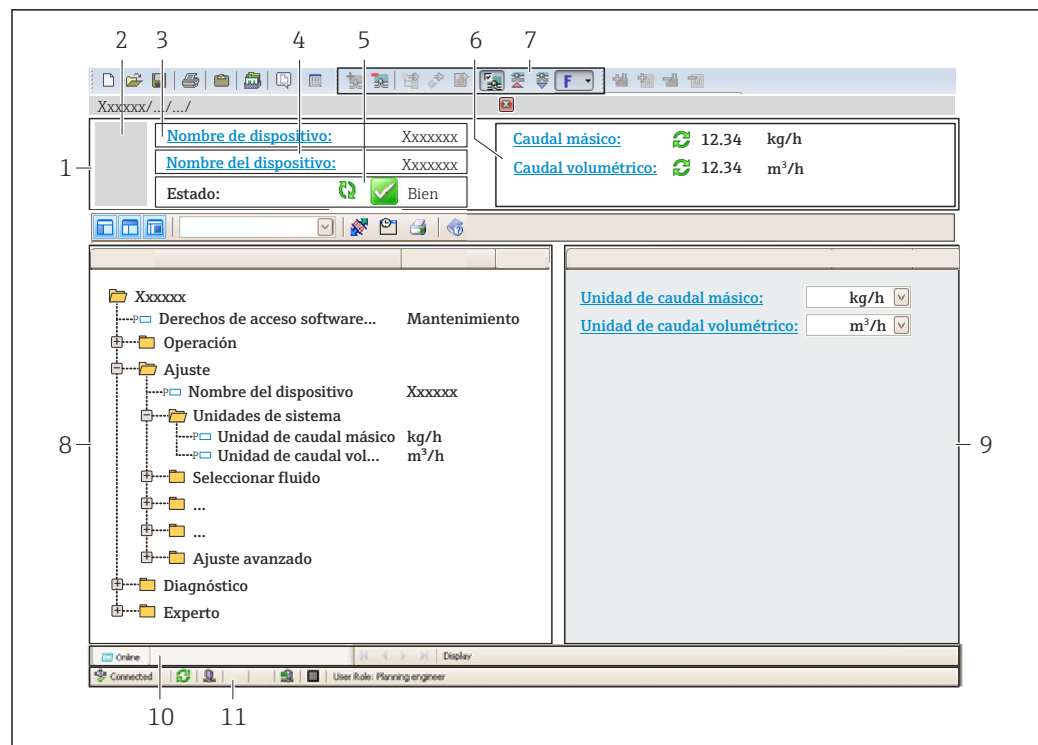 2 3 4 5 6 7
F
Xxxxxx/.../.../
1
Nombre de dispositivo: Xxxxxxx
Nombre del dispositivo: Xxxxxxx
Estado: Bien
Caudal másico: 12.34 kg/h
Caudal volumétrico: 12.34 m³/h
Xxxxxx
P Derechos de acceso software... Mantenimiento
Operación
Ajuste
P Nombre del dispositivo Xxxxxx
Unidades de sistema
P Unidad de caudal másico kg/h
P Unidad de caudal vol... m³/h
Seleccionar fluido
...
...
Ajuste avanzado
Diagnóstico
Experto
8
Unidad de caudal másico: kg/h
Unidad de caudal volumétrico: m³/h
9
Online Display
Connected User Role: Planning engineer
10 11